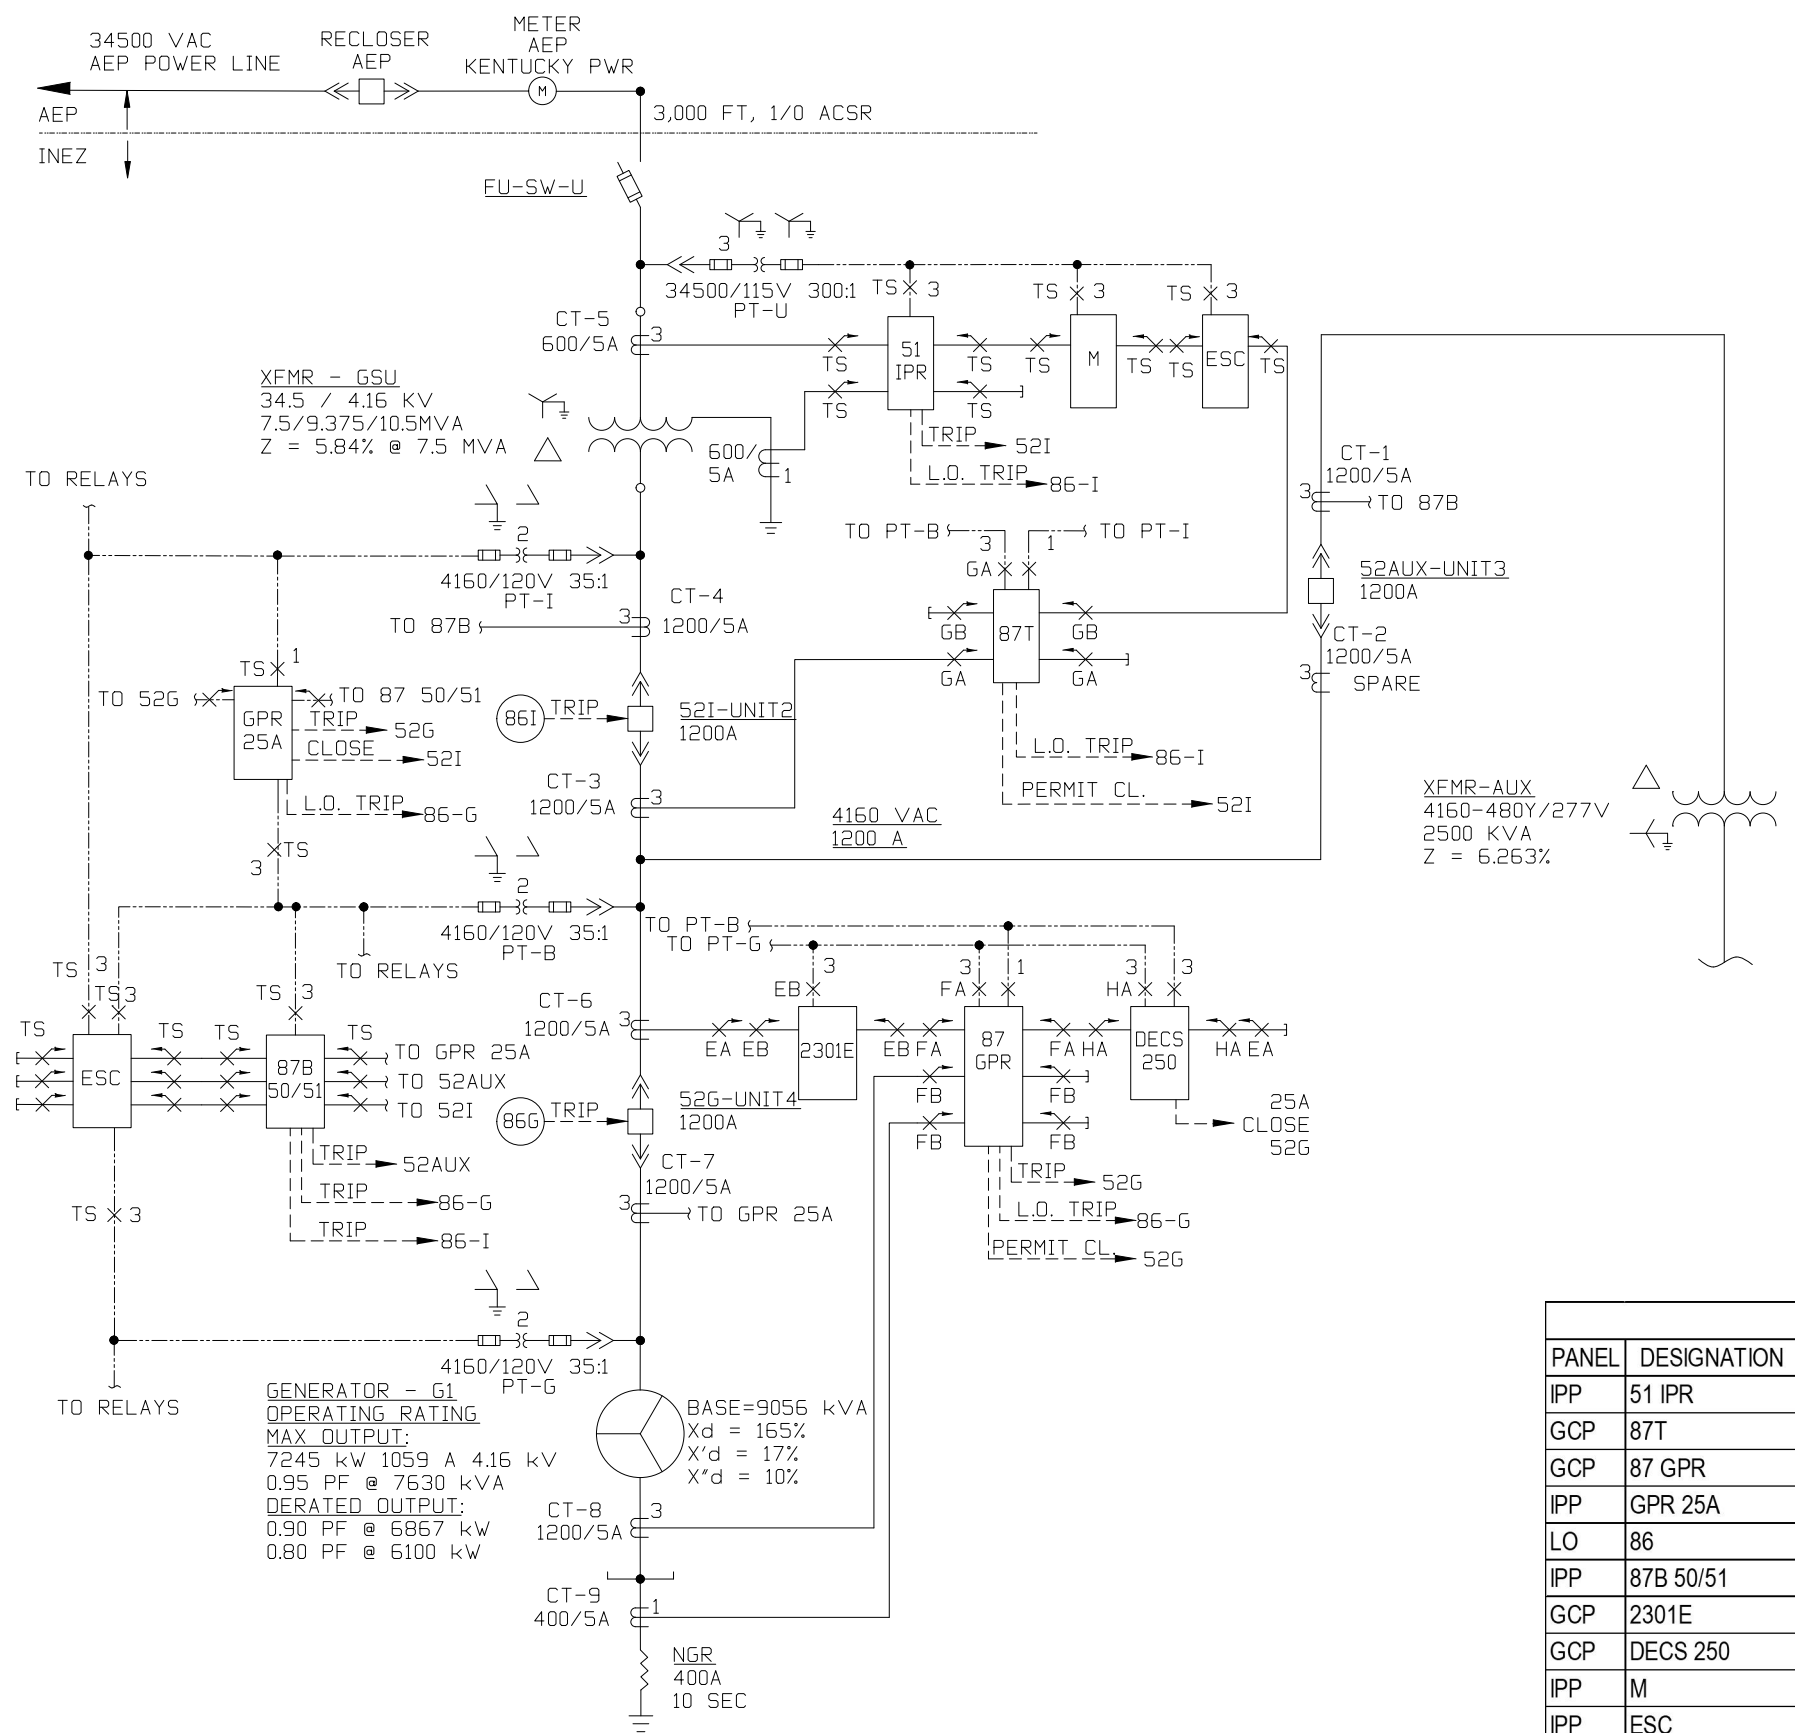 34500 VAC
AEP POWER LINE
RECLOSER
AEP
METER
AEP
KENTUCKY PWR
M
AEP
INEZ
3,000 FT, 1/0 ACSR
FU-SW-U
3
34500/115V 300:1
PT-U
TS 3
TS 3
TS 3
CT-5
600/5A
3
TS
51
IPR
TS
TS
M
TS
TS
ESC
TS
TS
TS
TRIP
52I
L.O. TRIP
86-I
XFMR - GSU
34.5 / 4.16 KV
7.5/9.375/10.5MVA
Z = 5.84% @ 7.5 MVA
600/
5A
1
CT-1
1200/5A
3
TO 87B
TO RELAYS
2
4160/120V 35:1
PT-I
TO PT-B
TO PT-I
3
1
GA
52AUX-UNIT3
1200A
CT-4
3
1200/5A
TO 87B
GB
87T
GB
GA
GA
CT-2
1200/5A
3
SPARE
TS
1
TO 52G
TO 87 50/51
GPR
25A
TRIP
52G
CLOSE
52I
L.O. TRIP
86-G
86I
TRIP
52I-UNIT2
1200A
L.O. TRIP
86-I
PERMIT CL.
52I
CT-3
1200/5A
3
4160 VAC
1200 A
XFMR-AUX
4160-480Y/277V
2500 KVA
Z = 6.263%
TS
3
2
4160/120V 35:1
PT-B
TO RELAYS
TO PT-B
TO PT-G
TS
3
TS
3
TS
3
3
EB
3
1
FA
3
3
HA
CT-6
1200/5A
3
EA
EB
2301E
EB
FA
87
GPR
FA
HA
DECS
250
HA
EA
TS
ESC
TS
TS
87B
50/51
TS
TO GPR 25A
TO 52AUX
TO 52I
FB
FB
FB
FB
86G
TRIP
52G-UNIT4
1200A
25A
CLOSE
52G
TRIP
52AUX
TRIP
86-G
TRIP
86-I
CT-7
1200/5A
3
TO GPR 25A
TRIP
52G
L.O. TRIP
86-G
PERMIT CL.
52G
TS 3
2
4160/120V 35:1
PT-G
TO RELAYS
GENERATOR - G1
OPERATING RATING
MAX OUTPUT:
7245 kW 1059 A 4.16 kV
0.95 PF @ 7630 kVA
DERATED OUTPUT:
0.90 PF @ 6867 kW
0.80 PF @ 6100 kW
BASE=9056 kVA
Xd = 165%
X'd = 17%
X"d = 10%
CT-8
1200/5A
3
CT-9
400/5A
1
NGR
400A
10 SEC
PANEL DESIGNATION
IPP 51 IPR
GCP 87T
GCP 87 GPR
IPP GPR 25A
LO 86
IPP 87B 50/51
GCP 2301E
GCP DECS 250
IPP M
IPP ESC